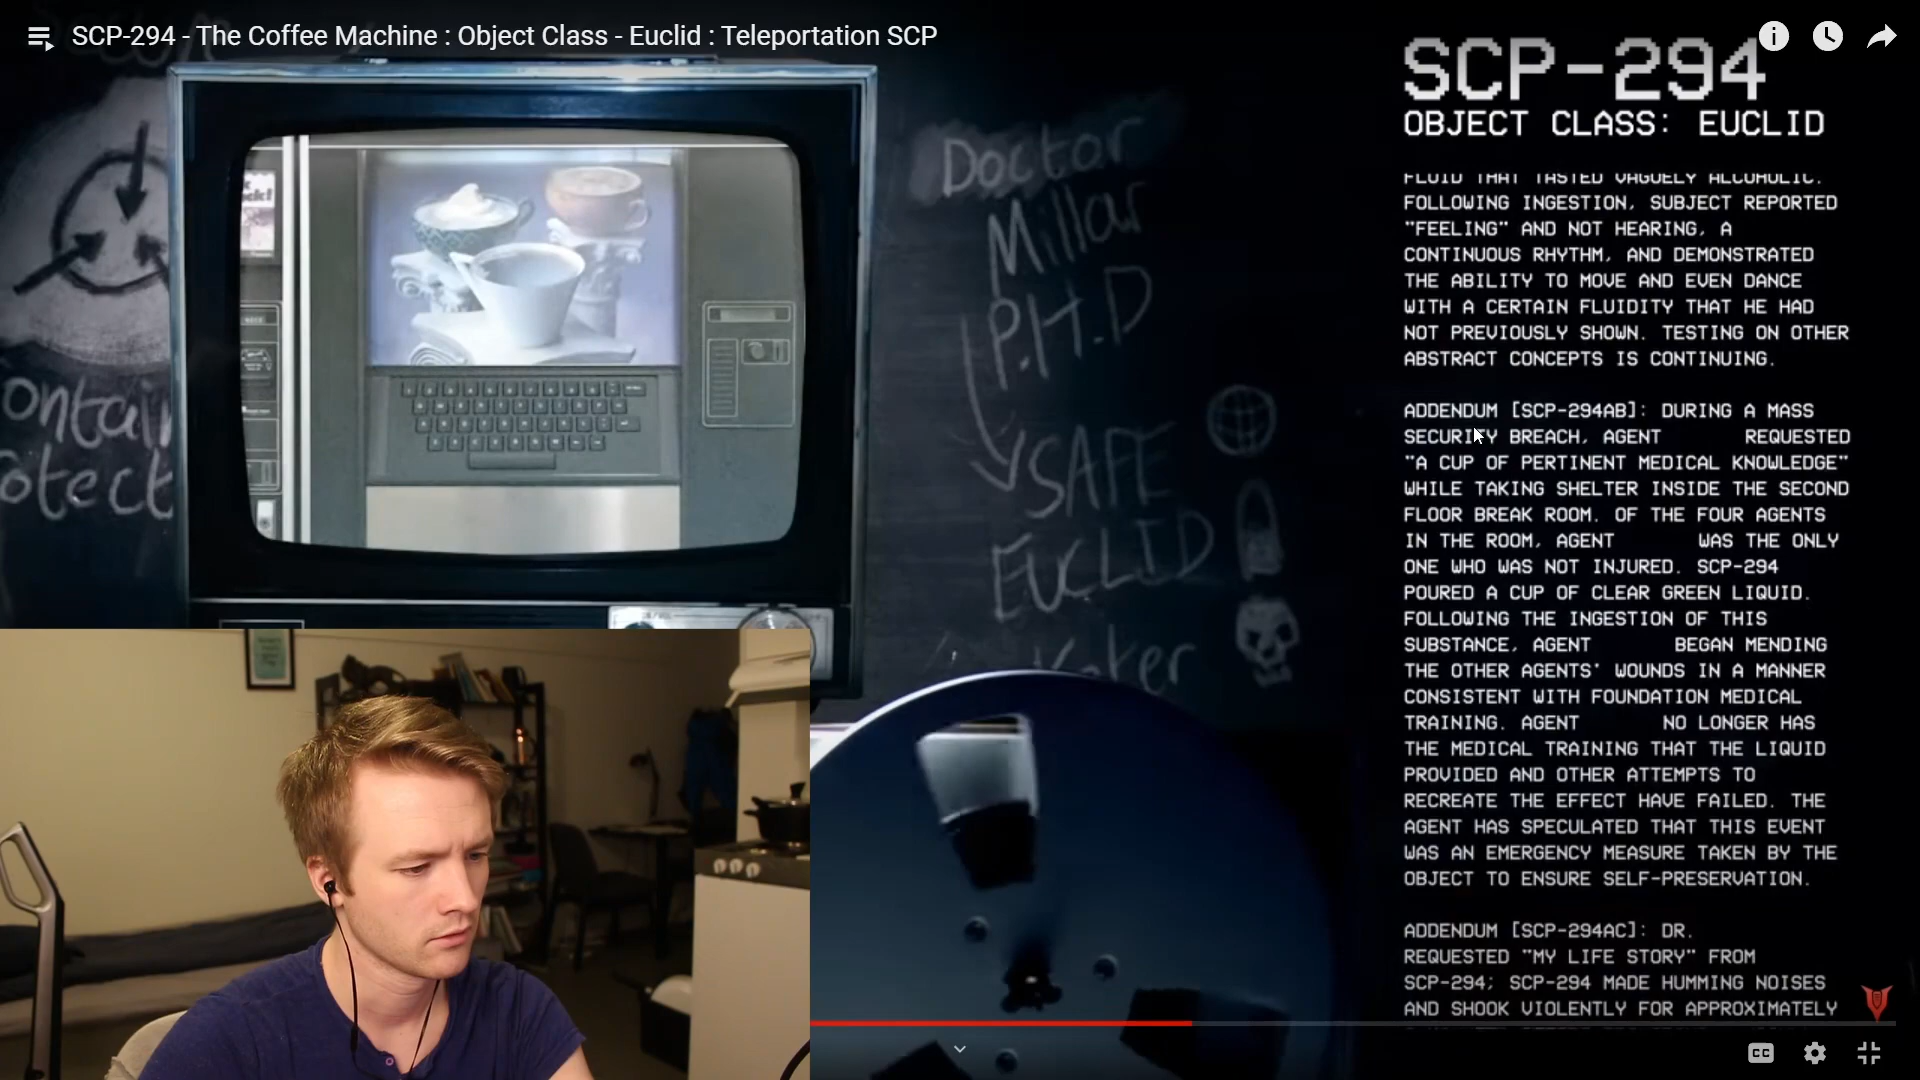 SCP-294 - The Coffee Machine : Object Class - Euclid : Teleportation SCP
SCP-294
OBJECT CLASS: EUCLID
FLUID THAT TASTED VAGUELY ALCOHOLIC.
FOLLOWING INGESTION, SUBJECT REPORTED
"FEELING" AND NOT HEARING, A
CONTINUOUS RHYTHM, AND DEMONSTRATED
THE ABILITY TO MOVE AND EVEN DANCE
WITH A CERTAIN FLUIDITY THAT HE HAD
NOT PREVIOUSLY SHOWN. TESTING ON OTHER
ABSTRACT CONCEPTS IS CONTINUING.
ADDENDUM [SCP-294AB]: DURING A MASS
SECURITY BREACH, AGENT REQUESTED
"A CUP OF PERTINENT MEDICAL KNOWLEDGE"
WHILE TAKING SHELTER INSIDE THE SECOND
FLOOR BREAK ROOM. OF THE FOUR AGENTS
IN THE ROOM, AGENT WAS THE ONLY
ONE WHO WAS NOT INJURED. SCP-294
POURED A CUP OF CLEAR GREEN LIQUID.
FOLLOWING THE INGESTION OF THIS
SUBSTANCE, AGENT BEGAN MENDING
THE OTHER AGENTS' WOUNDS IN A MANNER
CONSISTENT WITH FOUNDATION MEDICAL
TRAINING. AGENT NO LONGER HAS
THE MEDICAL TRAINING THAT THE LIQUID
PROVIDED AND OTHER ATTEMPTS TO
RECREATE THE EFFECT HAVE FAILED. THE
AGENT HAS SPECULATED THAT THIS EVENT
WAS AN EMERGENCY MEASURE TAKEN BY THE
OBJECT TO ENSURE SELF-PRESERVATION.
ADDENDUM [SCP-294AC]: DR.
REQUESTED "MY LIFE STORY" FROM
SCP-294; SCP-294 MADE HUMMING NOISES
AND SHOOK VIOLENTLY FOR APPROXIMATELY
Doctor
Millar
P.H.D
SAFE
EUCLID
ontain
otect
CC